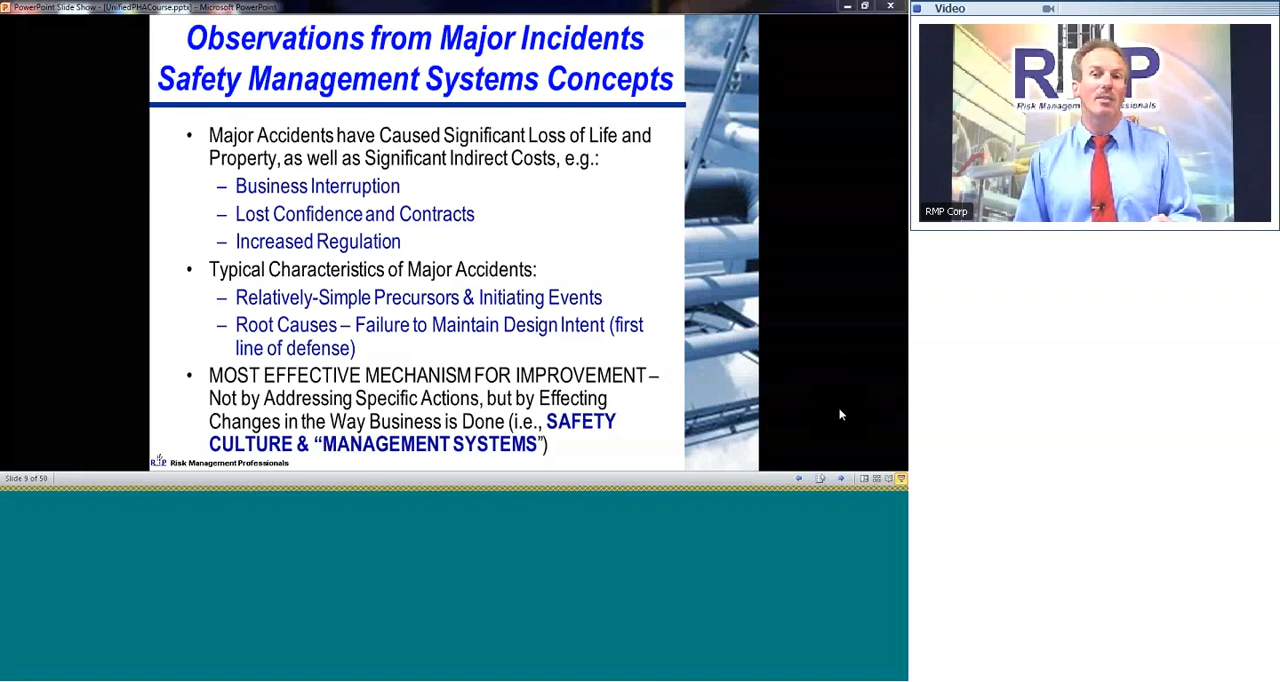 PowerPoint Slide Show - [UnifiedPHACourse.pptx] - Microsoft PowerPoint
Observations from Major Incidents
Safety Management Systems Concepts
• Major Accidents have Caused Significant Loss of Life and
Property, as well as Significant Indirect Costs, e.g.:
– Business Interruption
– Lost Confidence and Contracts
– Increased Regulation
• Typical Characteristics of Major Accidents:
– Relatively-Simple Precursors & Initiating Events
– Root Causes – Failure to Maintain Design Intent (first
line of defense)
• MOST EFFECTIVE MECHANISM FOR IMPROVEMENT –
Not by Addressing Specific Actions, but by Effecting
Changes in the Way Business is Done (i.e., SAFETY
CULTURE & “MANAGEMENT SYSTEMS”)
Risk Management Professionals
Slide 9 of 50
Video
R P
Risk Manage Professionals
RMP Corp